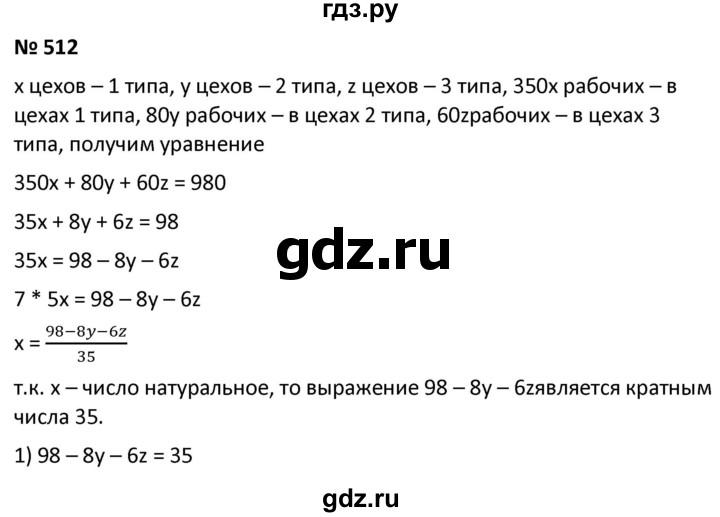 гдз.ру
№ 512
x цехов – 1 типа, y цехов – 2 типа, z цехов – 3 типа, 350x рабочих – в
цехах 1 типа, 80y рабочих – в цехах 2 типа, 60zрабочих – в цехах 3
типа, получим уравнение
350x + 80y + 60z = 980
35x + 8y + 6z = 98
gdz.ru
35x = 98 – 8y – 6z
7 * 5x = 98 – 8y – 6z
x = \frac{98−8y−6z}{35}
т.к. x – число натуральное, то выражение 98 – 8y – 6zявляется кратным
числа 35.
1) 98 – 8y – 6z = 35
gdz.ru